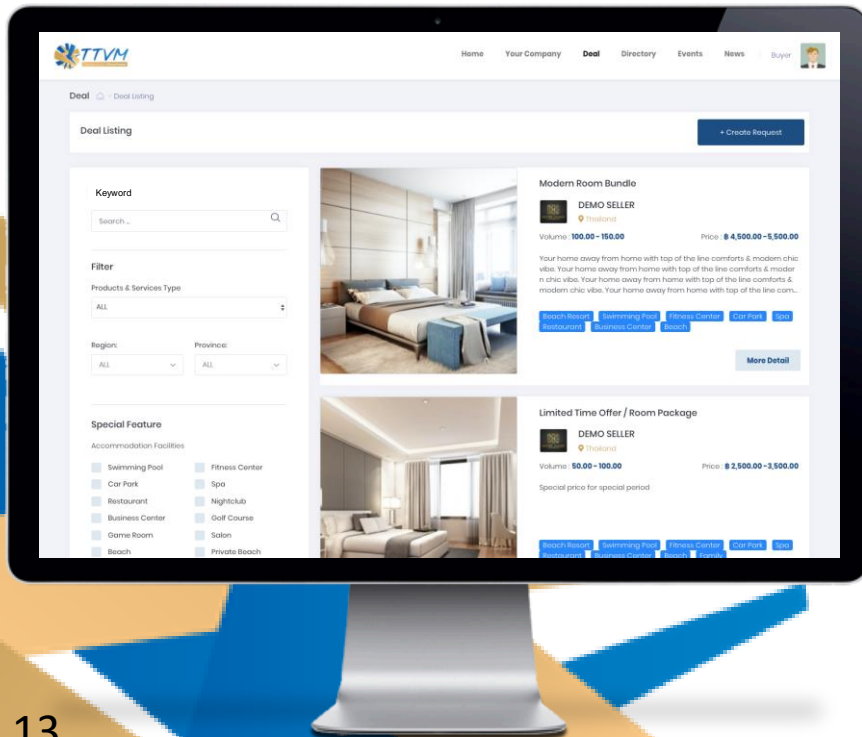 TTVM
Home Your Company Deal Directory Events News Buyer
Deal - Deal Listing
Deal Listing
+ Create Request
Keyword
Search ..
Filter
Products & Services Type
ALL
Region: Province:
ALL ALL
Special Feature
Accommodation Facilities
Swimming Pool Fitness Center
Car Park Spa
Restaurant Nightclub
Business Center Golf Course
Game Room Salon
Beach Private Beach
Modern Room Bundle
DEMO SELLER
Thailand
Volume : 100.00 - 150.00 Price : ฿ 4,500.00 -5,500.00
Your home away from home with top of the line comforts & modern chic
vibe. Your home away from home with top of the line comforts & moder
n chic vibe. Your home away from home with top of the line comforts &
modern chic vibe. Your home away from home with top of the line com...
Beach Resort Swimming Pool Fitness Center Car Park Spa
Restaurant Business Center Beach
More Detail
Limited Time Offer / Room Package
DEMO SELLER
Thailand
Volume : 50.00 - 100.00 Price : ฿ 2,500.00 -3,500.00
Special price for special period
Beach Resort Swimming Pool Fitness Center Car Park Spa
Restaurant Business Center Beach Family
13